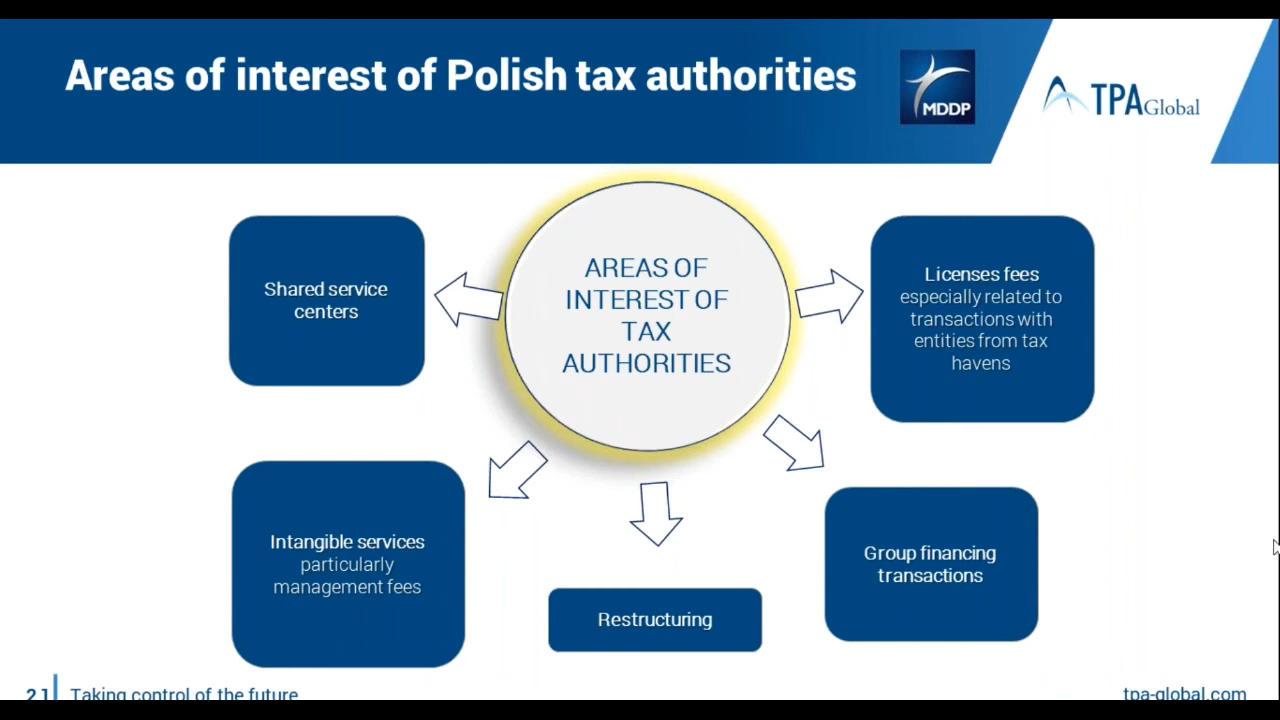 Areas of interest of Polish tax authorities
MDDP
TPA Global
AREAS OF
INTEREST OF
TAX
AUTHORITIES
Shared service
centers
Licenses fees
especially related to
transactions with
entities from tax
havens
Intangible services
particularly
management fees
Restructuring
Group financing
transactions
21
Taking control of the future
tpa-global.com